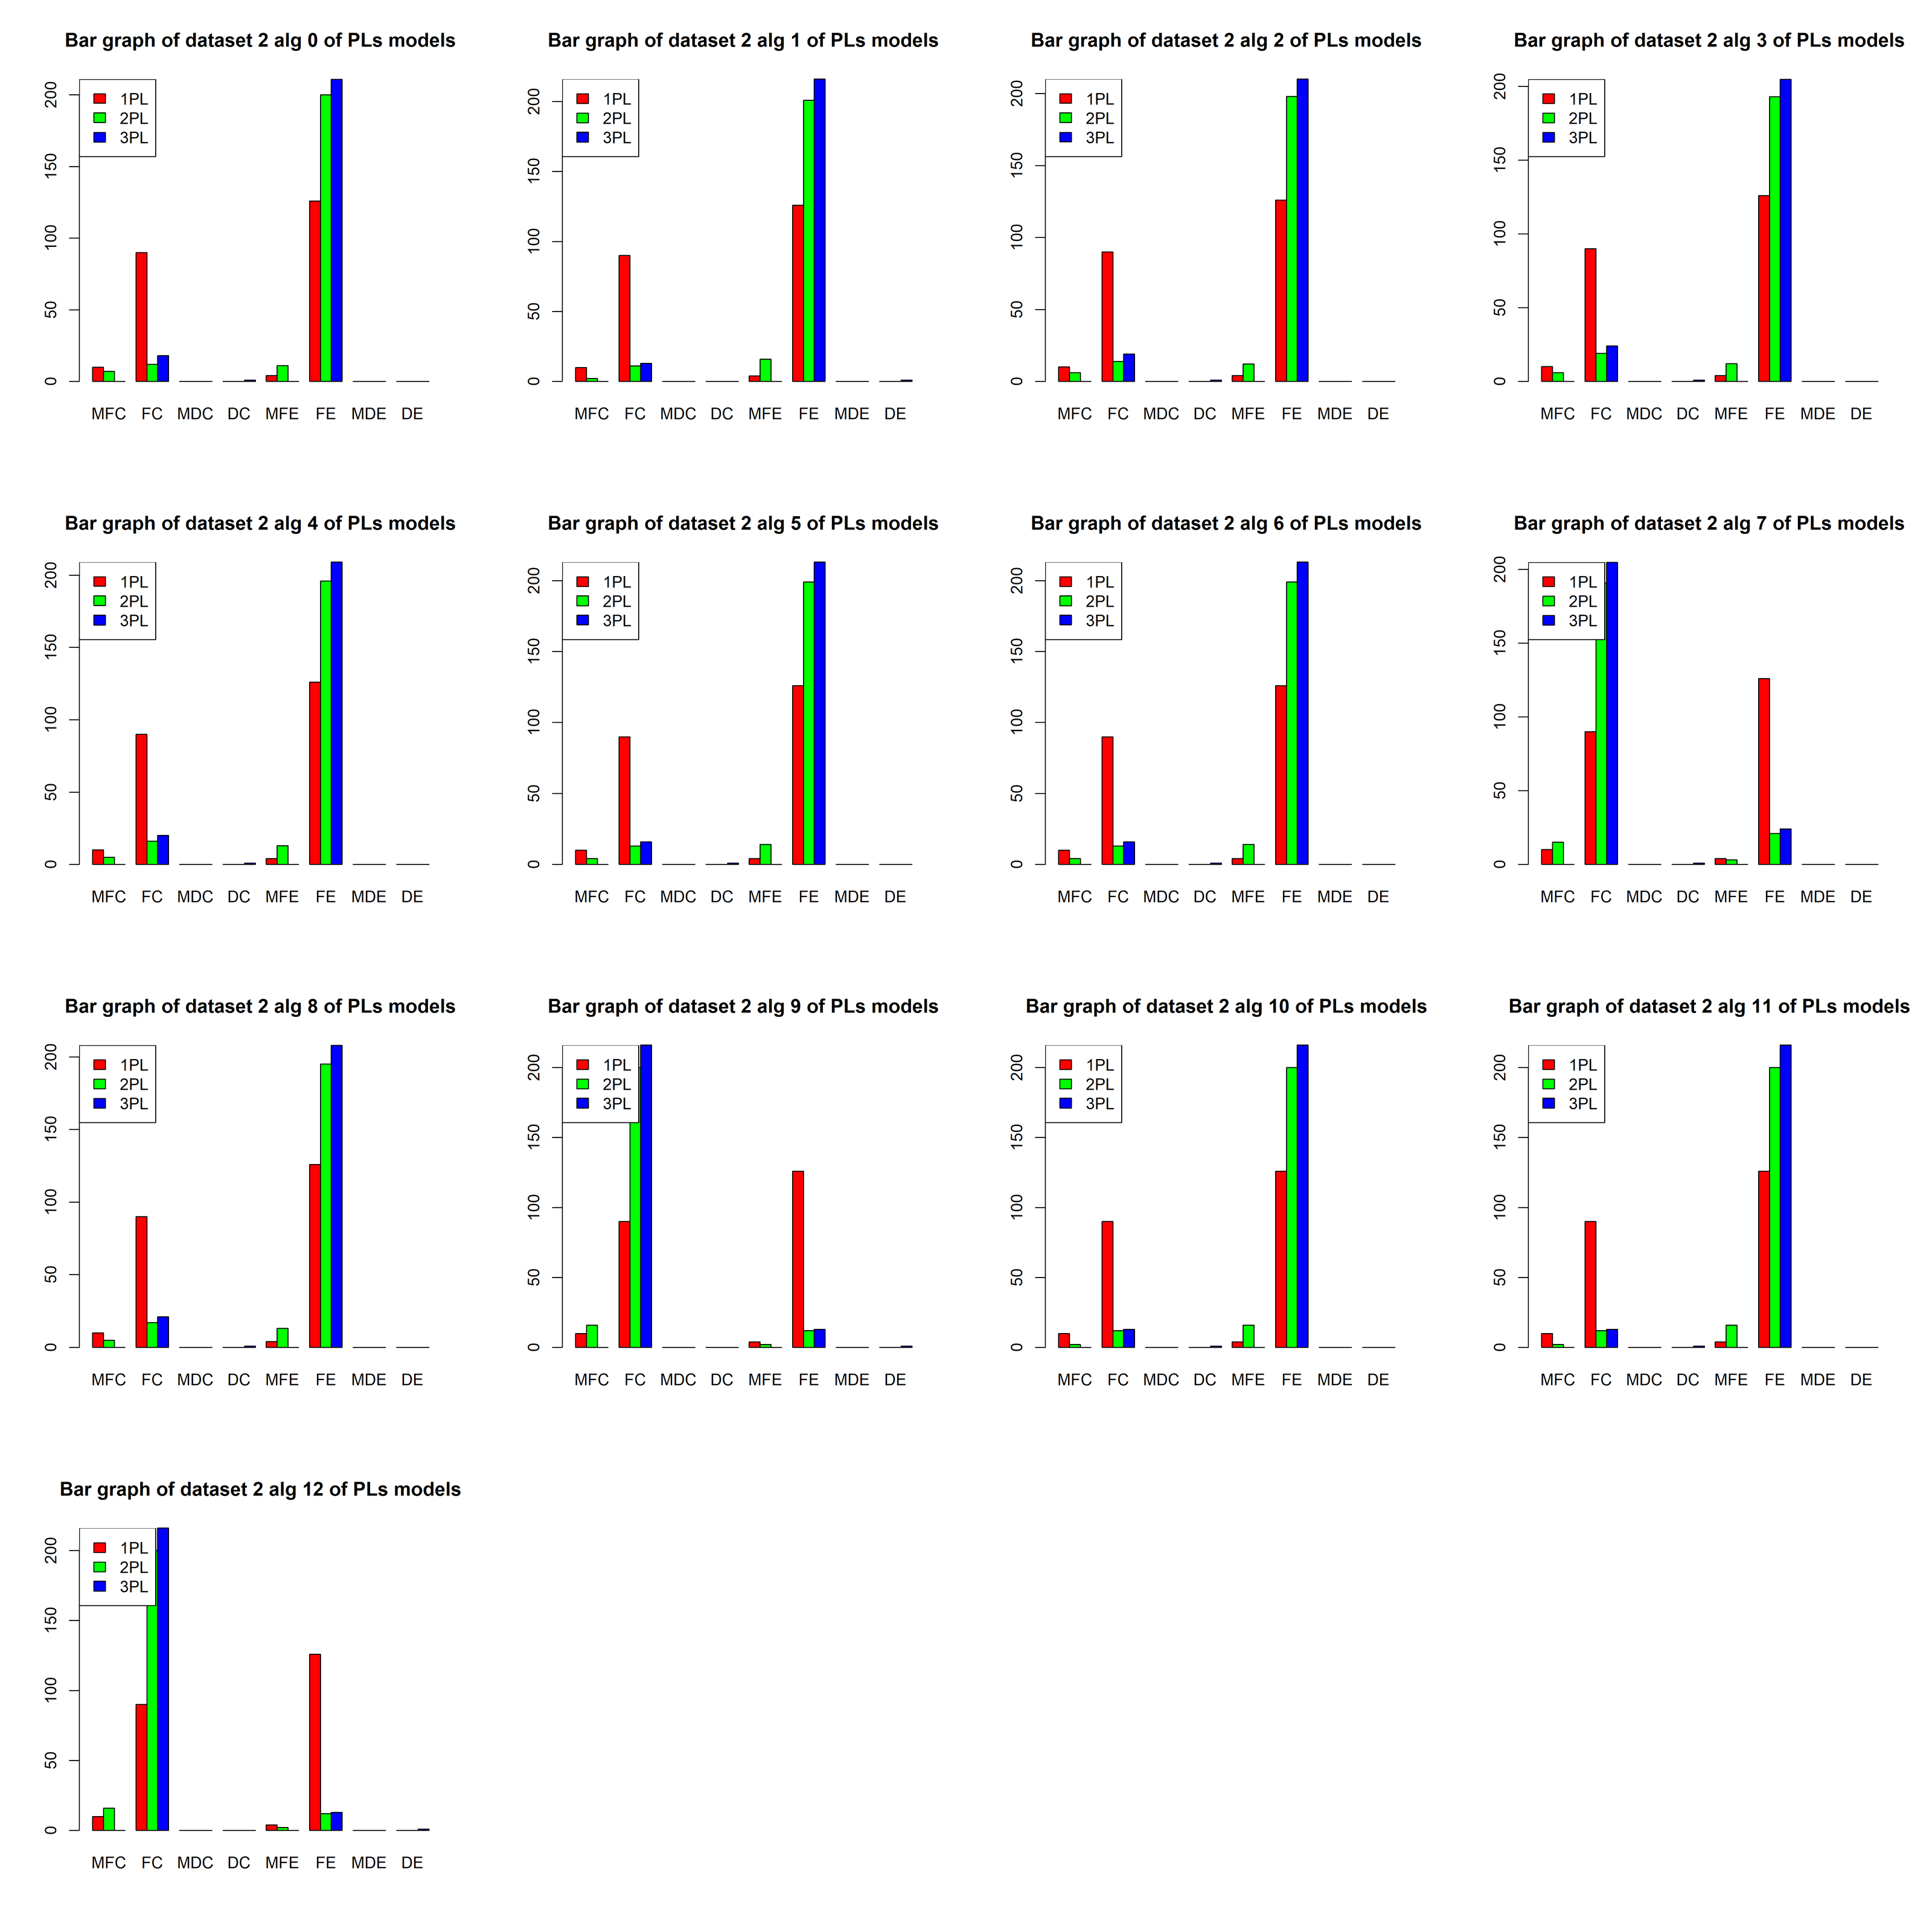 Bar graph of dataset 2 alg 0 of PLs models
1PL
2PL
3PL
200
150
100
50
0
MFC FC MDC DC MFE FE MDE DE
Bar graph of dataset 2 alg 1 of PLs models
1PL
2PL
3PL
200
150
100
50
0
MFC FC MDC DC MFE FE MDE DE
Bar graph of dataset 2 alg 2 of PLs models
1PL
2PL
3PL
200
150
100
50
0
MFC FC MDC DC MFE FE MDE DE
Bar graph of dataset 2 alg 3 of PLs models
1PL
2PL
3PL
200
150
100
50
0
MFC FC MDC DC MFE FE MDE DE
Bar graph of dataset 2 alg 4 of PLs models
1PL
2PL
3PL
200
150
100
50
0
MFC FC MDC DC MFE FE MDE DE
Bar graph of dataset 2 alg 5 of PLs models
1PL
2PL
3PL
200
150
100
50
0
MFC FC MDC DC MFE FE MDE DE
Bar graph of dataset 2 alg 6 of PLs models
1PL
2PL
3PL
200
150
100
50
0
MFC FC MDC DC MFE FE MDE DE
Bar graph of dataset 2 alg 7 of PLs models
1PL
2PL
3PL
200
150
100
50
0
MFC FC MDC DC MFE FE MDE DE
Bar graph of dataset 2 alg 8 of PLs models
1PL
2PL
3PL
200
150
100
50
0
MFC FC MDC DC MFE FE MDE DE
Bar graph of dataset 2 alg 9 of PLs models
1PL
2PL
3PL
200
150
100
50
0
MFC FC MDC DC MFE FE MDE DE
Bar graph of dataset 2 alg 10 of PLs models
1PL
2PL
3PL
200
150
100
50
0
MFC FC MDC DC MFE FE MDE DE
Bar graph of dataset 2 alg 11 of PLs models
1PL
2PL
3PL
200
150
100
50
0
MFC FC MDC DC MFE FE MDE DE
Bar graph of dataset 2 alg 12 of PLs models
1PL
2PL
3PL
200
150
100
50
0
MFC FC MDC DC MFE FE MDE DE